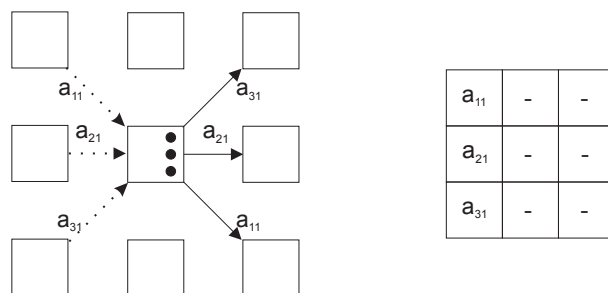 a₁₁ a₃₁
a₂₁ a₂₁
a₃₁ a₁₁
a₁₁ - -
a₂₁ - -
a₃₁ - -